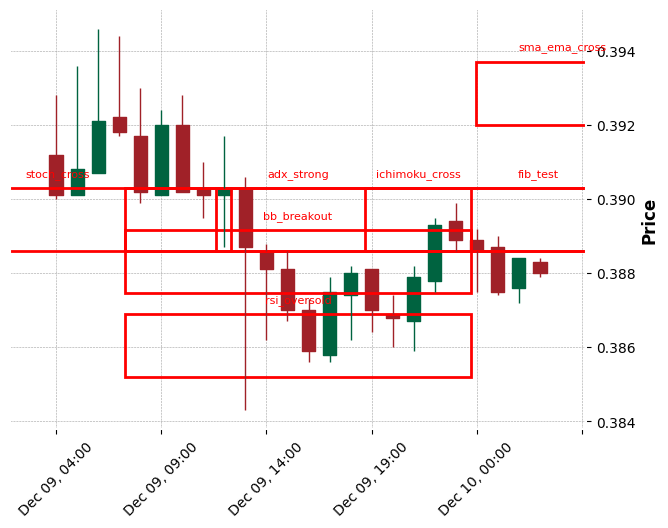 sma_ema_cross
0.394
0.392
stoch_cross
adx_strong
ichimoku_cross
fib_test
0.390
bb_breakout
0.388
rsi_oversold
0.386
0.384
Price
Dec 09, 04:00
Dec 09, 09:00
Dec 09, 14:00
Dec 09, 19:00
Dec 10, 00:00